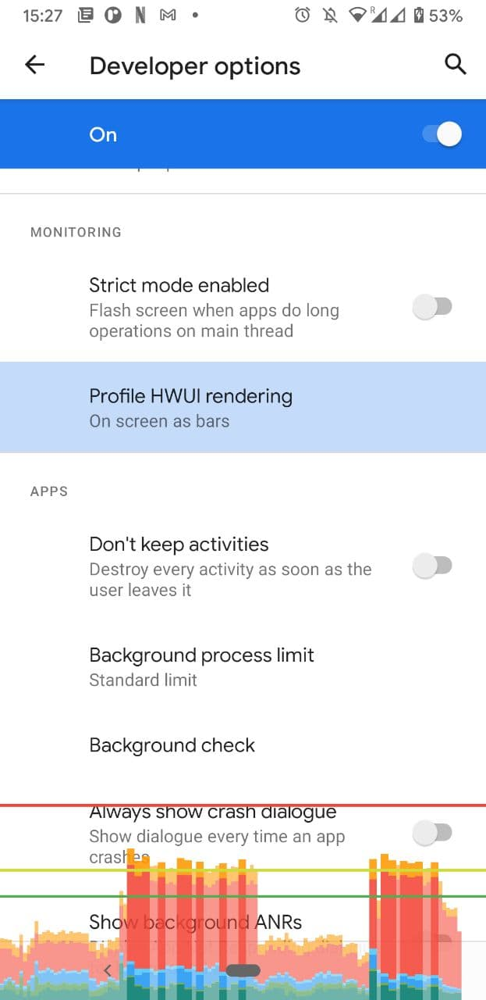 15:27
R
53%
Developer options
On
MONITORING
Strict mode enabled
Flash screen when apps do long
operations on main thread
Profile HWUI rendering
On screen as bars
APPS
Don't keep activities
Destroy every activity as soon as the
user leaves it
Background process limit
Standard limit
Background check
Always show crash dialogue
Show dialogue every time an app
crashes
Show background ANRs